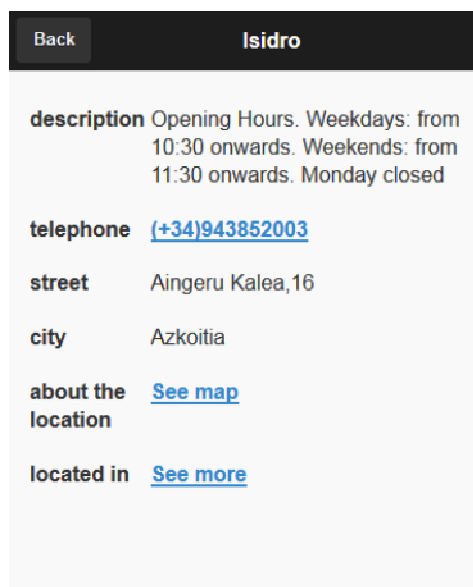 Back
Isidro
description Opening Hours. Weekdays: from
10:30 onwards. Weekends: from
11:30 onwards. Monday closed
telephone (+34)943852003
street Aingeru Kalea,16
city Azkoitia
about the See map
location
located in See more